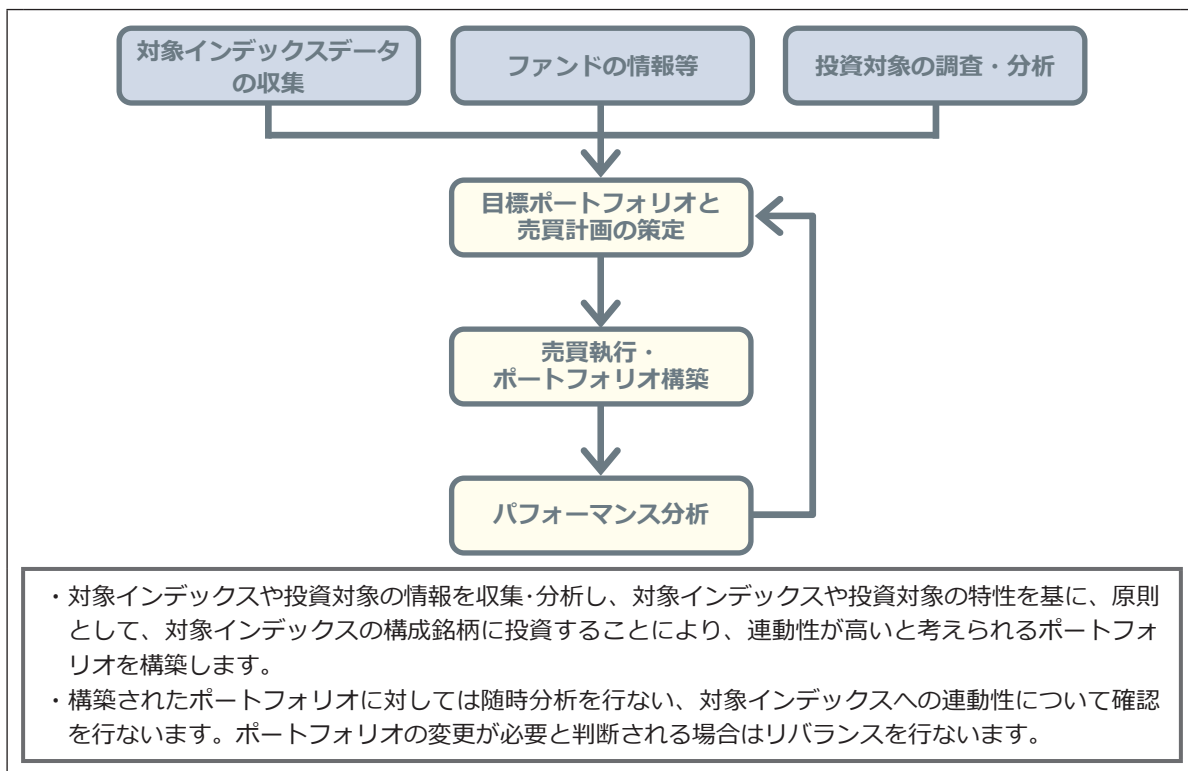 対象インデックスデータ
の収集
ファンドの情報等
投資対象の調査・分析
目標ポートフォリオと
売買計画の策定
売買執行・
ポートフォリオ構築
パフォーマンス分析
・対象インデックスや投資対象の情報を収集･分析し、対象インデックスや投資対象の特性を基に、原則
として、対象インデックスの構成銘柄に投資することにより、連動性が高いと考えられるポートフォ
リオを構築します。
・構築されたポートフォリオに対しては随時分析を行ない、対象インデックスへの連動性について確認
を行ないます。ポートフォリオの変更が必要と判断される場合はリバランスを行ないます。